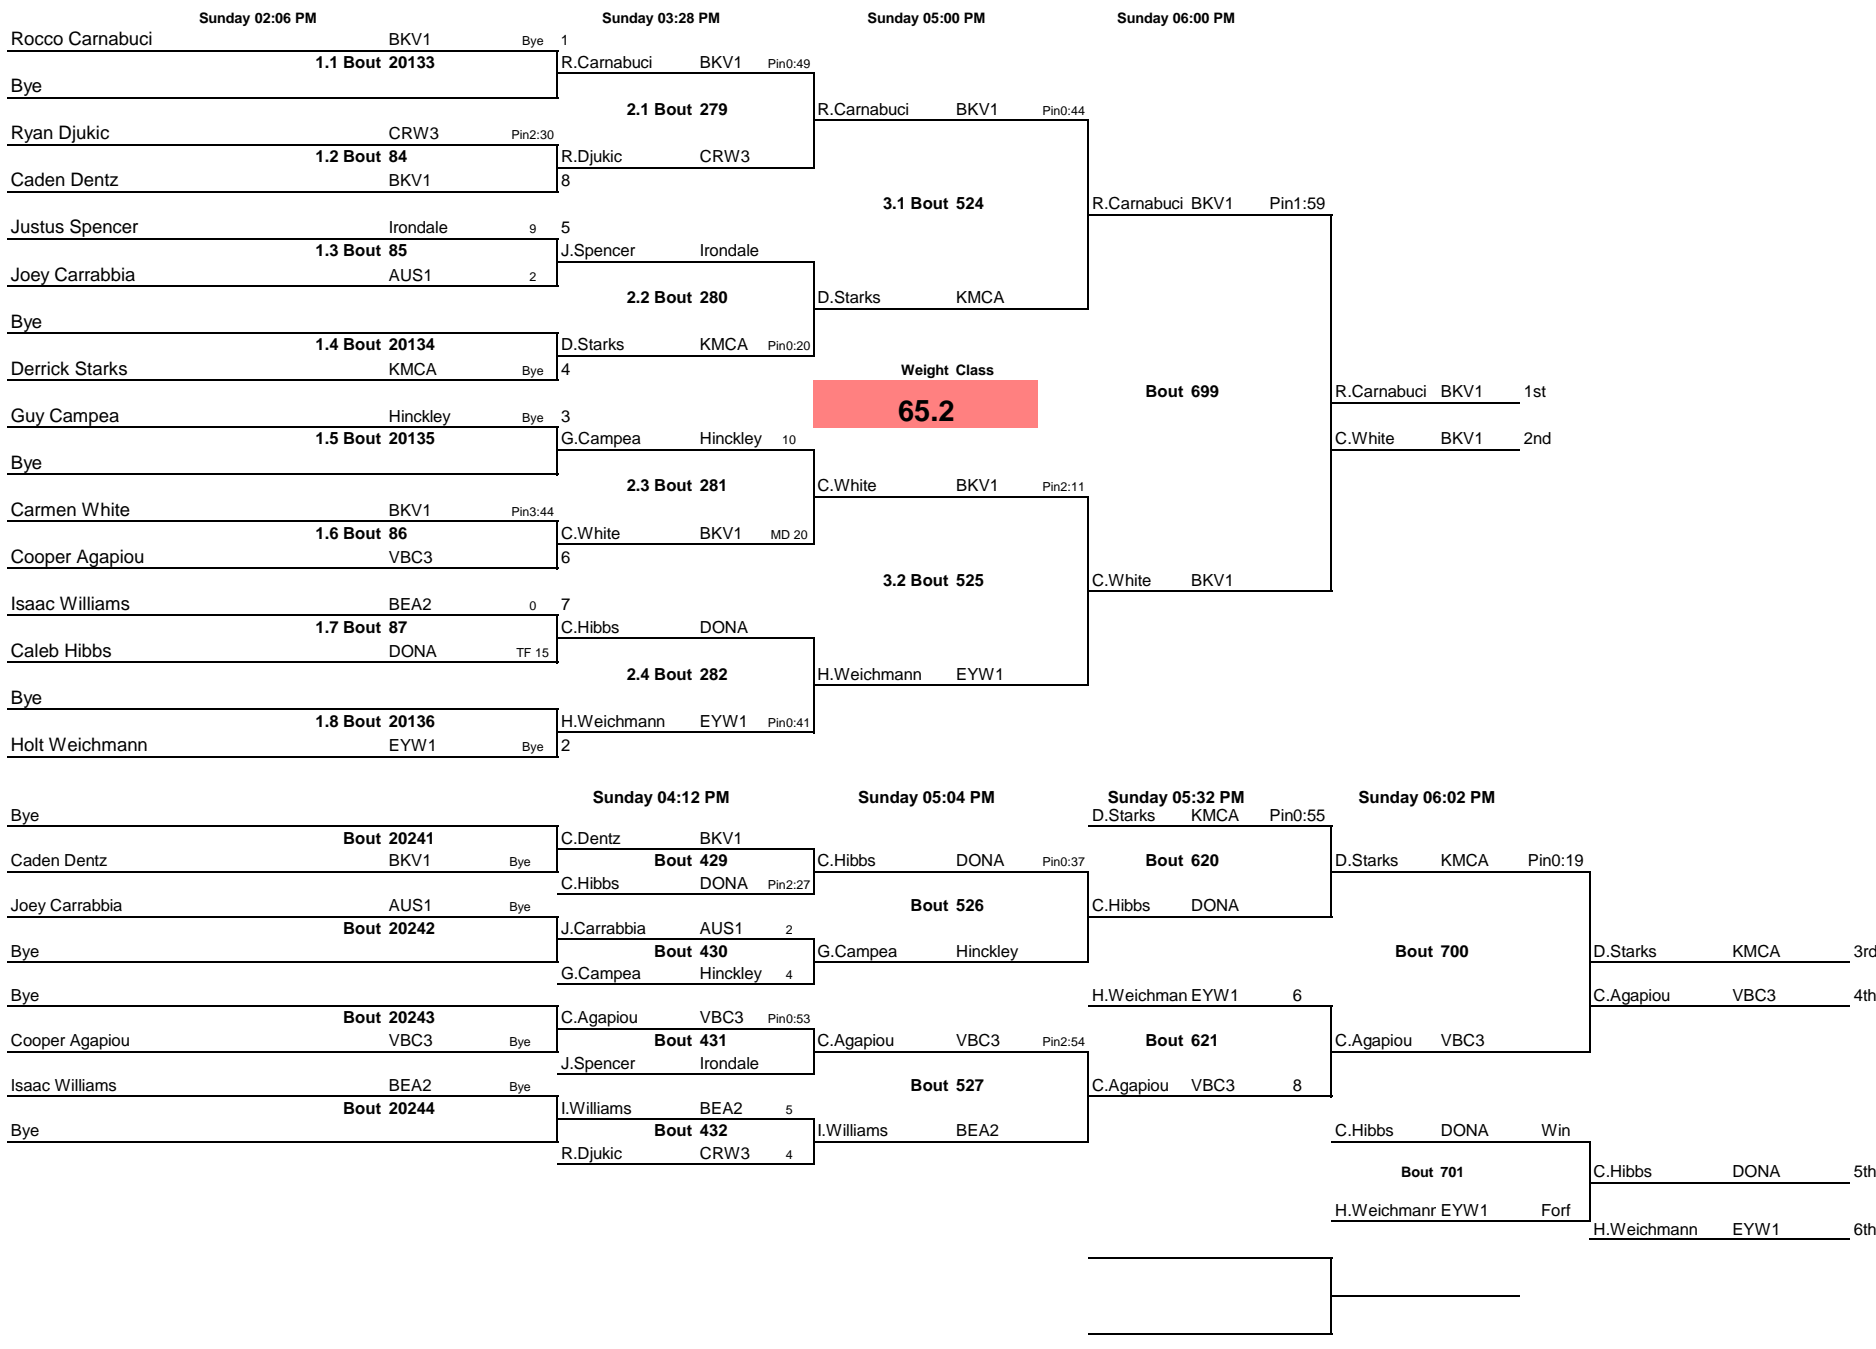 Sunday 02:06 PM Sunday 03:28 PM Sunday 05:00 PM Sunday 06:00 PM
Rocco Carnabuci BKV1 Bye 1
1.1 Bout 20133 R.Carnabuci BKV1 Pin0:49
Bye
2.1 Bout 279 R.Carnabuci BKV1 Pin0:44
Ryan Djukic CRW3 Pin2:30
1.2 Bout 84 R.Djukic CRW3
Caden Dentz BKV1 8
3.1 Bout 524 R.Carnabuci BKV1 Pin1:59
Justus Spencer Irondale 9 5
1.3 Bout 85 J.Spencer Irondale
Joey Carrabbia AUS1 2
2.2 Bout 280 D.Starks KMCA
Bye
1.4 Bout 20134 D.Starks KMCA Pin0:20
Derrick Starks KMCA Bye 4 Weight Class
Bout 699 R.Carnabuci BKV1 1st
65.2
Guy Campea Hinckley Bye 3
1.5 Bout 20135 G.Campea Hinckley 10 C.White BKV1 2nd
Bye
2.3 Bout 281 C.White BKV1 Pin2:11
Carmen White BKV1 Pin3:44
1.6 Bout 86 C.White BKV1 MD 20
Cooper Agapiou VBC3 6
3.2 Bout 525 C.White BKV1
Isaac Williams BEA2 0 7
1.7 Bout 87 C.Hibbs DONA
Caleb Hibbs DONA TF 15
2.4 Bout 282 H.Weichmann EYW1
Bye
1.8 Bout 20136 H.Weichmann EYW1 Pin0:41
Holt Weichmann EYW1 Bye 2
Sunday 04:12 PM Sunday 05:04 PM Sunday 05:32 PM Sunday 06:02 PM
Bye D.Starks KMCA Pin0:55
Bout 20241 C.Dentz BKV1
Caden Dentz BKV1 Bye Bout 429 C.Hibbs DONA Pin0:37 Bout 620 D.Starks KMCA Pin0:19
C.Hibbs DONA Pin2:27
Joey Carrabbia AUS1 Bye Bout 526 C.Hibbs DONA
Bout 20242 J.Carrabbia AUS1 2
Bye Bout 430 G.Campea Hinckley Bout 700 D.Starks KMCA 3rd
G.Campea Hinckley 4
Bye H.Weichman EYW1 6 C.Agapiou VBC3 4th
Bout 20243 C.Agapiou VBC3 Pin0:53
Cooper Agapiou VBC3 Bye Bout 431 C.Agapiou VBC3 Pin2:54 Bout 621 C.Agapiou VBC3
J.Spencer Irondale
Isaac Williams BEA2 Bye Bout 527 C.Agapiou VBC3 8
Bout 20244 I.Williams BEA2 5
Bye Bout 432 I.Williams BEA2 C.Hibbs DONA Win
R.Djukic CRW3 4
Bout 701 C.Hibbs DONA 5th
H.Weichmanr EYW1 Forf
H.Weichmann EYW1 6th